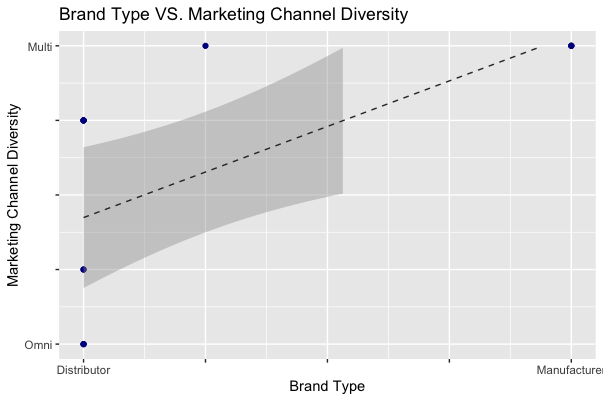 Brand Type VS. Marketing Channel Diversity
Multi
Marketing Channel Diversity
Omni
Distributor
Manufacturer
Brand Type